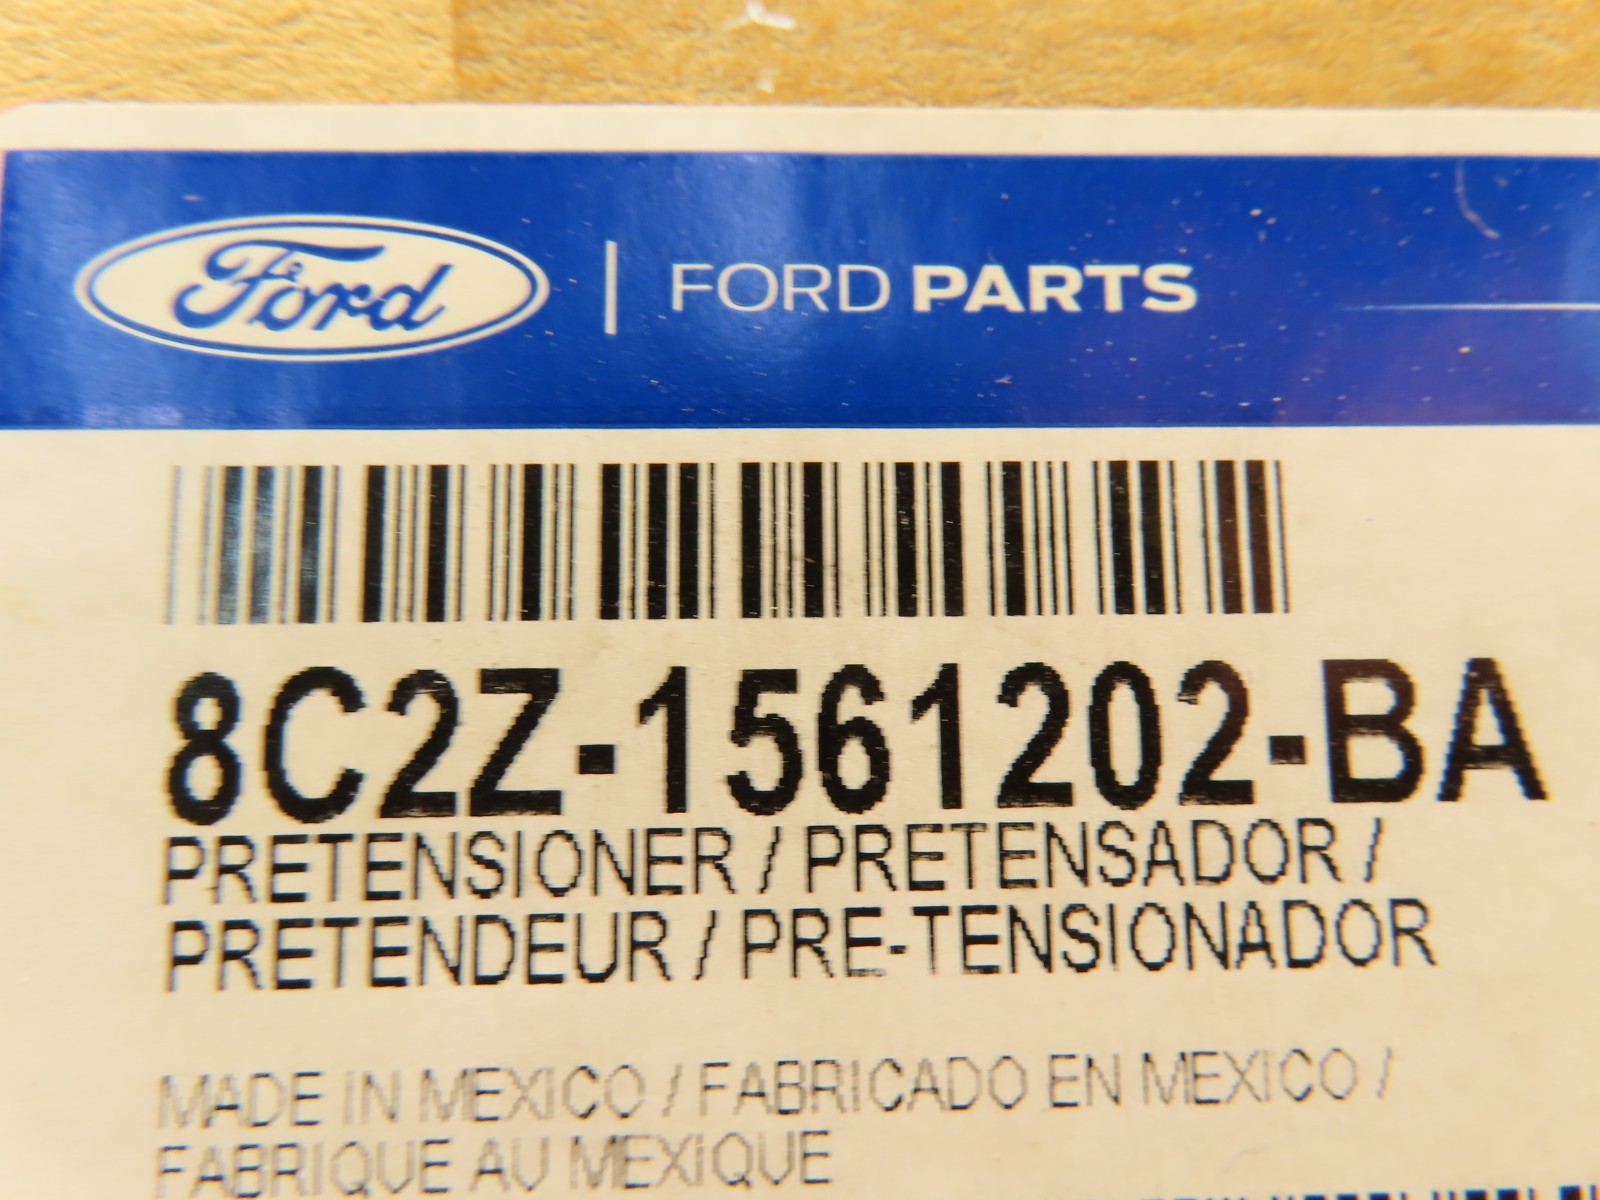 Ford | FORD PARTS
8C2Z-1561202-BA
PRETENSIONER / PRETENSADOR /
PRETENDEUR / PRE-TENSIONADOR
MADE IN MEXICO / FABRICADO EN MEXICO /
FABRIQUE AU MEXIQUE